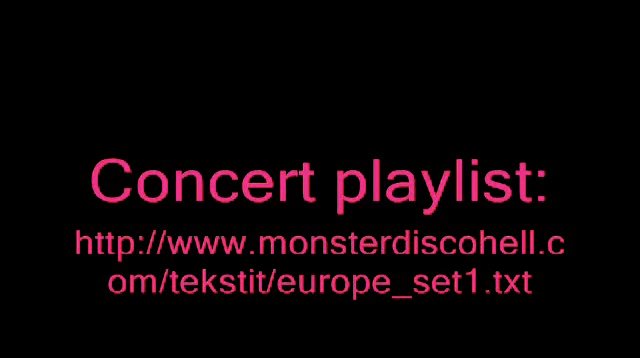 Concert playlist:
http://www.monsterdiscohell.c
om/tekstit/europe_set1.txt